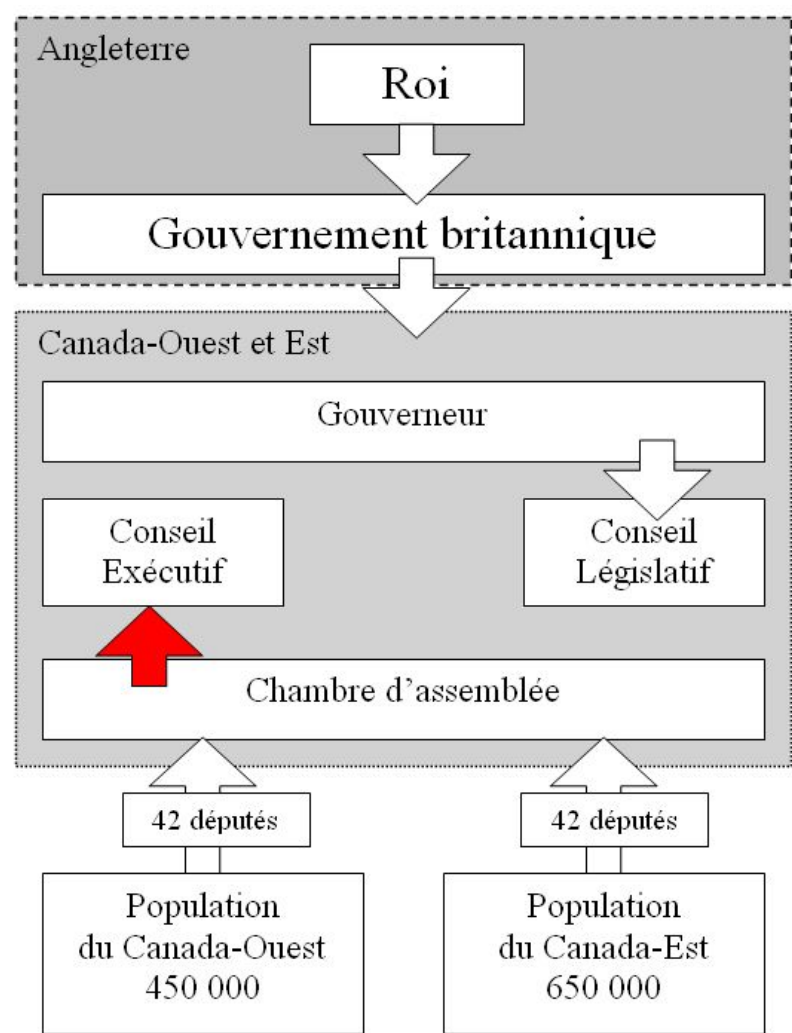 Angleterre
Roi
Gouvernement britannique
Canada-Ouest et Est
Gouverneur
Conseil
Exécutif
Conseil
Législatif
Chambre d’assemblée
42 députés
42 députés
Population
du Canada-Ouest
450 000
Population
du Canada-Est
650 000